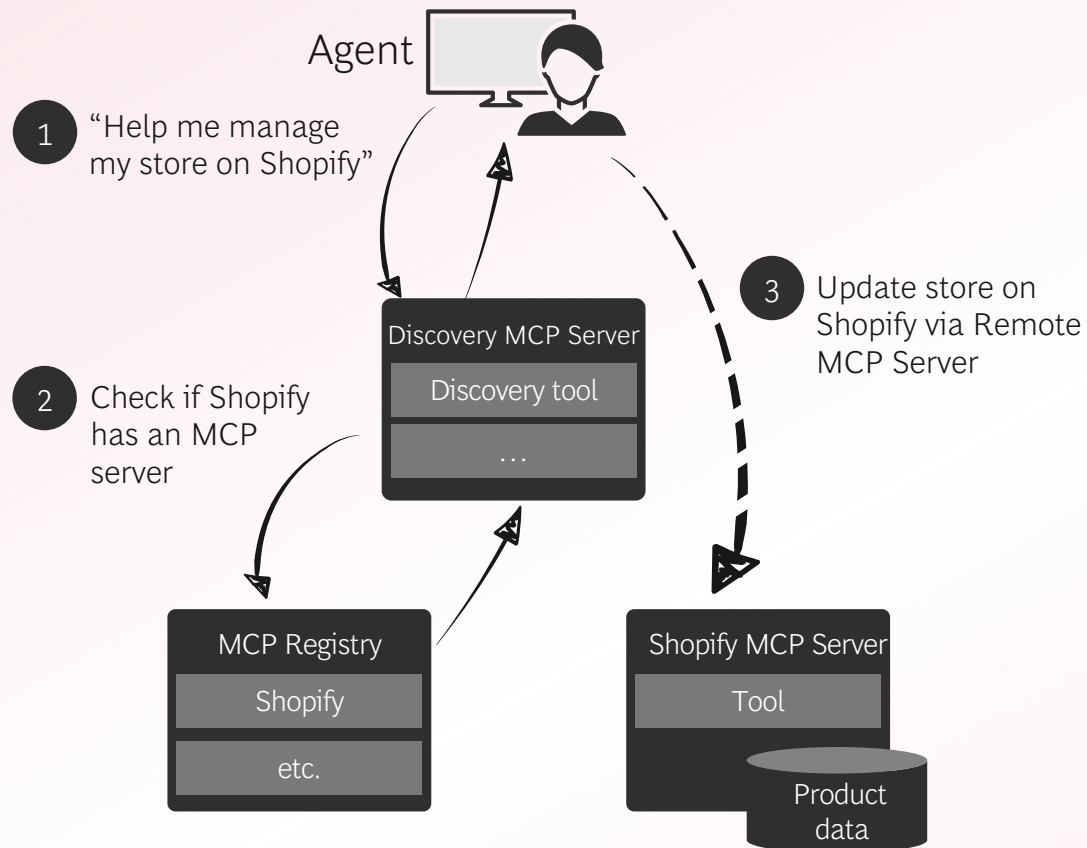 Agent
1
“Help me manage
my store on Shopify”
Discovery MCP Server
Discovery tool
...
3
Update store on
Shopify via Remote
MCP Server
2
Check if Shopify
has an MCP
server
MCP Registry
Shopify
etc.
Shopify MCP Server
Tool
Product
data